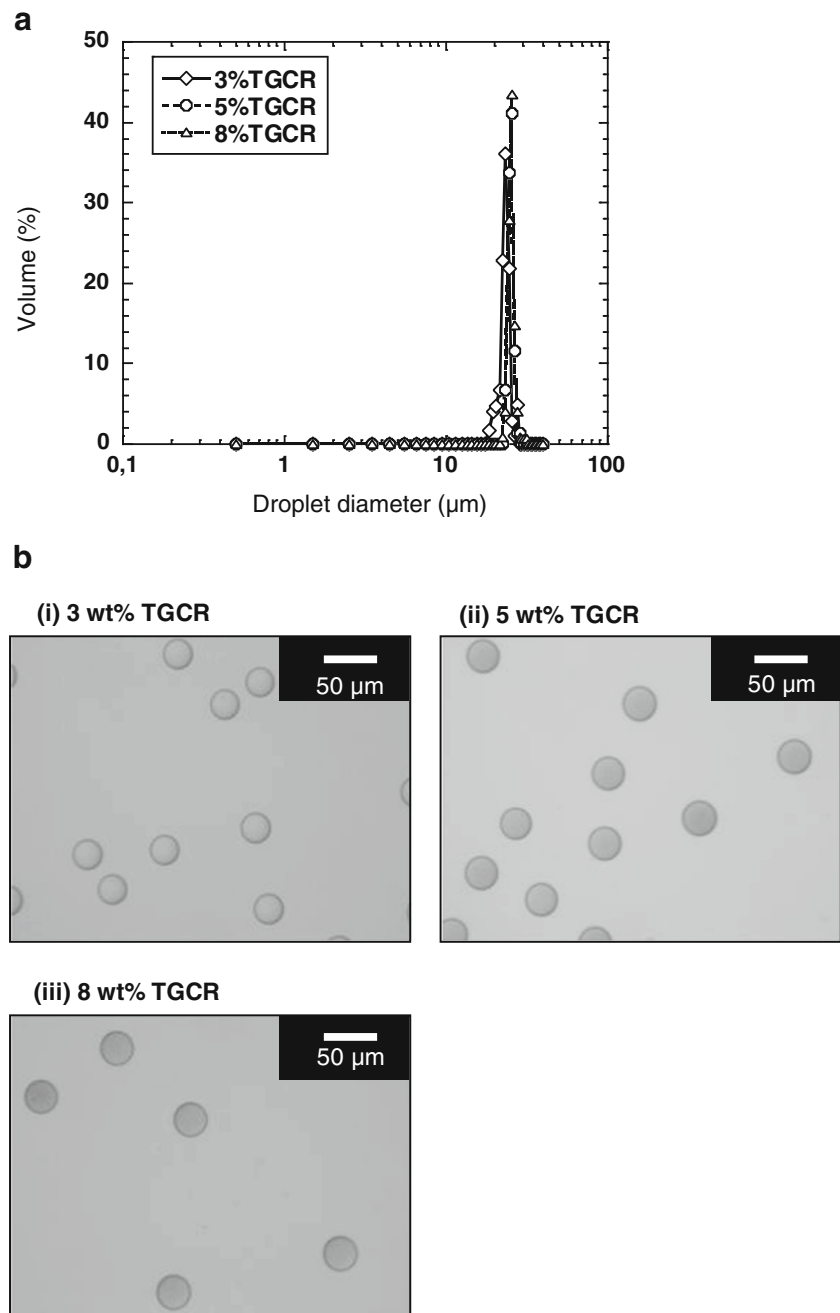 a
50
40
30
20
10
0
Volume (%)
3%TGCR
5%TGCR
8%TGCR
0,1
1
10
100
Droplet diameter (µm)
b
(i) 3 wt% TGCR
50 µm
(ii) 5 wt% TGCR
50 µm
(iii) 8 wt% TGCR
50 µm